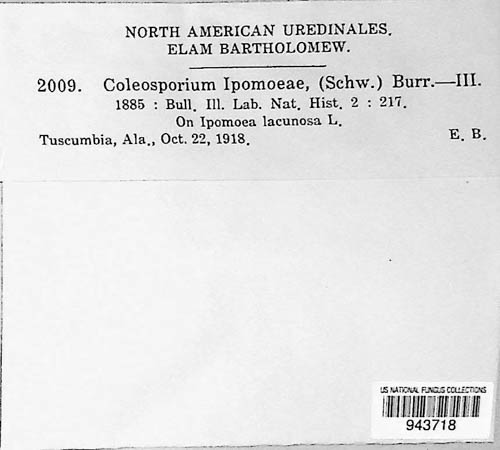 NORTH AMERICAN UREDINALES.
ELAM BARTHOLOMEW.
2009. Coleosporium Ipomoeae, (Schw.) Burr.—III.
1885 : Bull. Ill. Lab. Nat. Hist. 2 : 217.
On Ipomoea lacunosa L.
Tuscumbia, Ala., Oct. 22, 1918. E. B.
US NATIONAL FUNGUS COLLECTIONS
943718